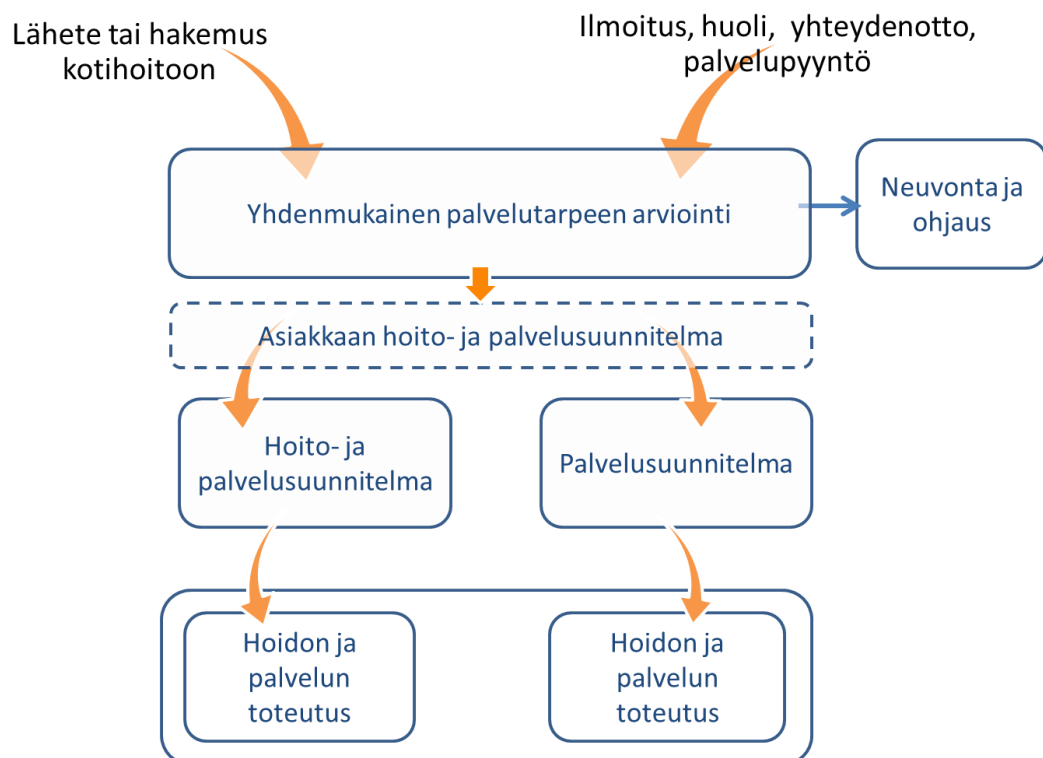 Lähete tai hakemus
kotihoitoon
Ilmoitus, huoli, yhteydenotto,
palvelupyyntö
Yhdenmukainen palvelutarpeen arviointi
Neuvonta ja
ohjaus
Asiakkaan hoito- ja palvelusuunnitelma
Hoito- ja
palvelusuunnitelma
Palvelusuunnitelma
Hoidon ja
palvelun
toteutus
Hoidon ja
palvelun
toteutus